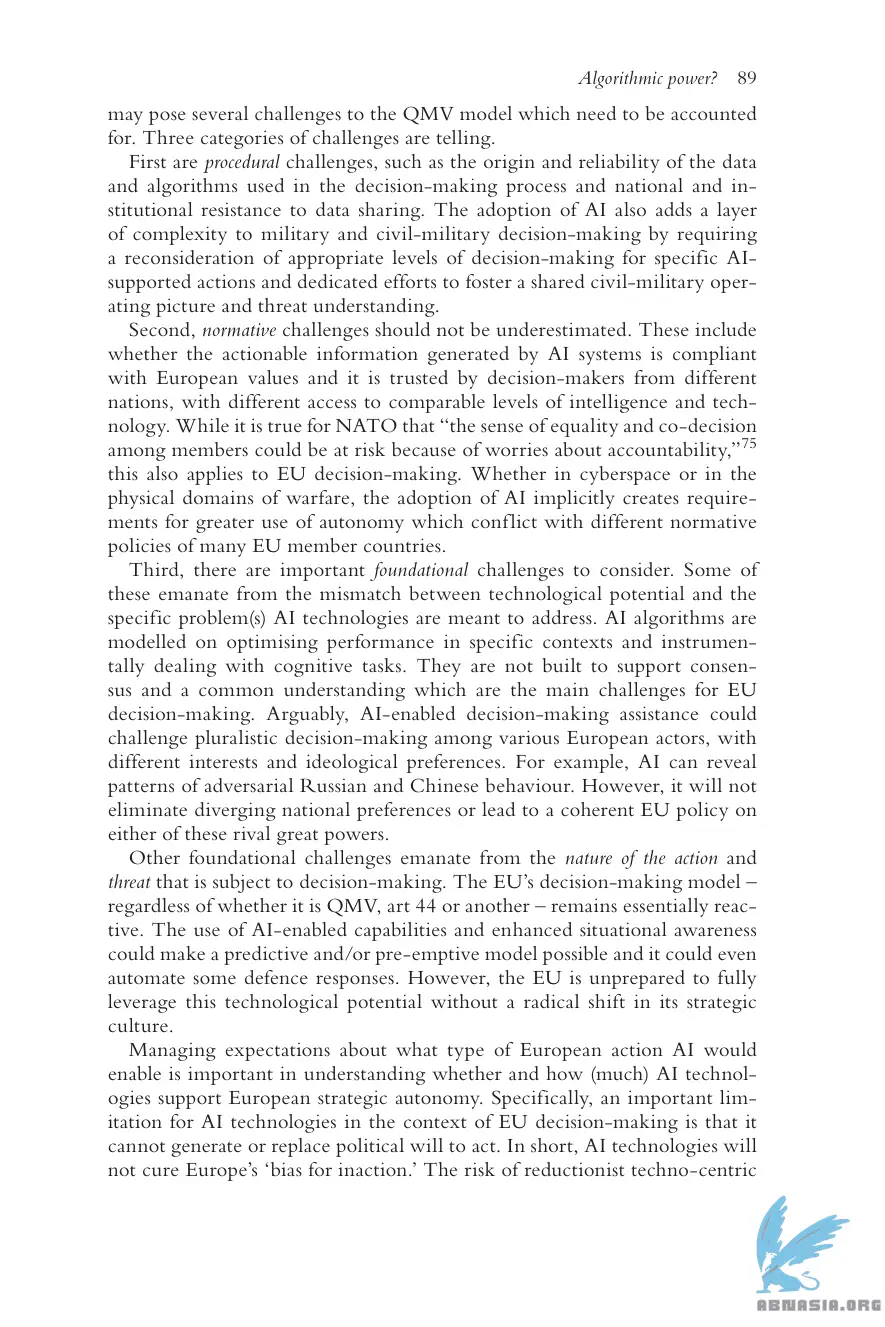 Algorithmic power? 89
may pose several challenges to the QMV model which need to be accounted
for. Three categories of challenges are telling.
First are procedural challenges, such as the origin and reliability of the data
and algorithms used in the decision-making process and national and in-
stitutional resistance to data sharing. The adoption of AI also adds a layer
of complexity to military and civil-military decision-making by requiring
a reconsideration of appropriate levels of decision-making for specific AI-
supported actions and dedicated efforts to foster a shared civil-military oper-
ating picture and threat understanding.
Second, normative challenges should not be underestimated. These include
whether the actionable information generated by AI systems is compliant
with European values and it is trusted by decision-makers from different
nations, with different access to comparable levels of intelligence and tech-
nology. While it is true for NATO that “the sense of equality and co-decision
among members could be at risk because of worries about accountability,”75
this also applies to EU decision-making. Whether in cyberspace or in the
physical domains of warfare, the adoption of AI implicitly creates require-
ments for greater use of autonomy which conflict with different normative
policies of many EU member countries.
Third, there are important foundational challenges to consider. Some of
these emanate from the mismatch between technological potential and the
specific problem(s) AI technologies are meant to address. AI algorithms are
modelled on optimising performance in specific contexts and instrumen-
tally dealing with cognitive tasks. They are not built to support consen-
sus and a common understanding which are the main challenges for EU
decision-making. Arguably, AI-enabled decision-making assistance could
challenge pluralistic decision-making among various European actors, with
different interests and ideological preferences. For example, AI can reveal
patterns of adversarial Russian and Chinese behaviour. However, it will not
eliminate diverging national preferences or lead to a coherent EU policy on
either of these rival great powers.
Other foundational challenges emanate from the nature of the action and
threat that is subject to decision-making. The EU’s decision-making model –
regardless of whether it is QMV, art 44 or another – remains essentially reac-
tive. The use of AI-enabled capabilities and enhanced situational awareness
could make a predictive and/or pre-emptive model possible and it could even
automate some defence responses. However, the EU is unprepared to fully
leverage this technological potential without a radical shift in its strategic
culture.
Managing expectations about what type of European action AI would
enable is important in understanding whether and how (much) AI technol-
ogies support European strategic autonomy. Specifically, an important lim-
itation for AI technologies in the context of EU decision-making is that it
cannot generate or replace political will to act. In short, AI technologies will
not cure Europe’s ‘bias for inaction.’ The risk of reductionist techno-centric
ABNASIA.ORG